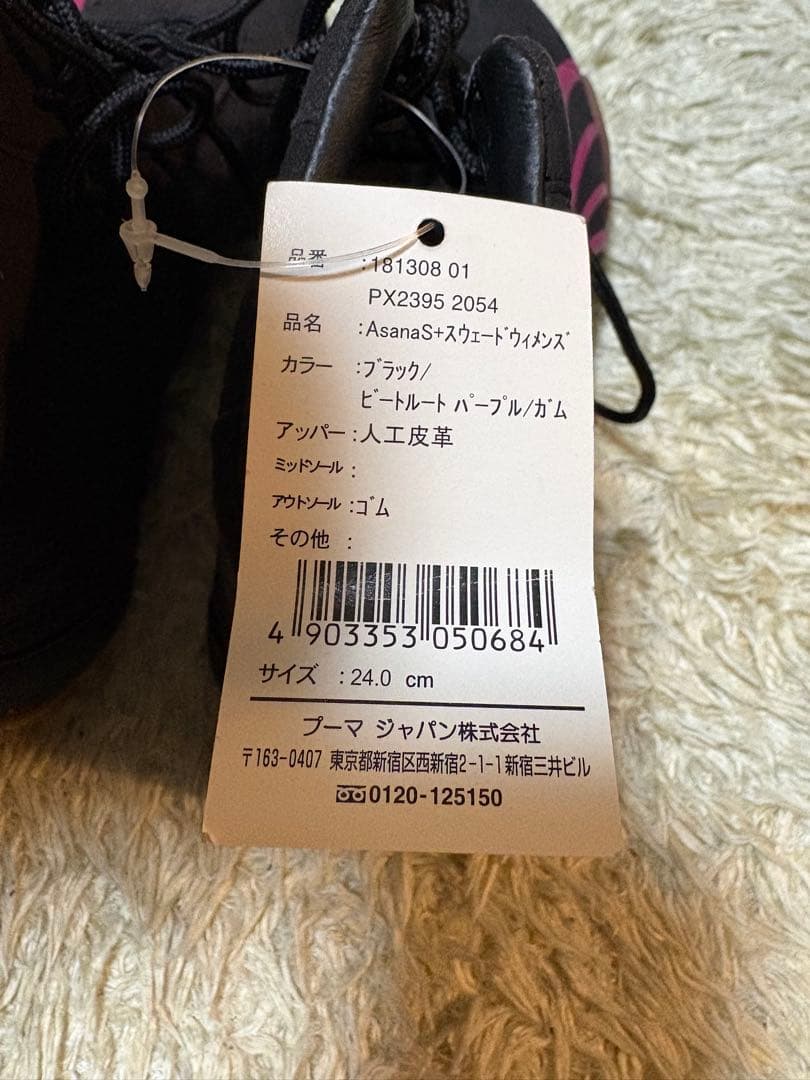 品番 :181308 01
PX2395 2054
品名 :AsanaS+スウェードウィメンズ
カラー :ブラック/
ビートルート パープル/ガム
アッパー:人工皮革
ミッドソール:
アウトソール:ゴム
その他 :
4 903353 050684
サイズ :24.0 cm
プーマ ジャパン株式会社
〒163-0407 東京都新宿区西新宿2-1-1新宿三井ビル
0120-125150